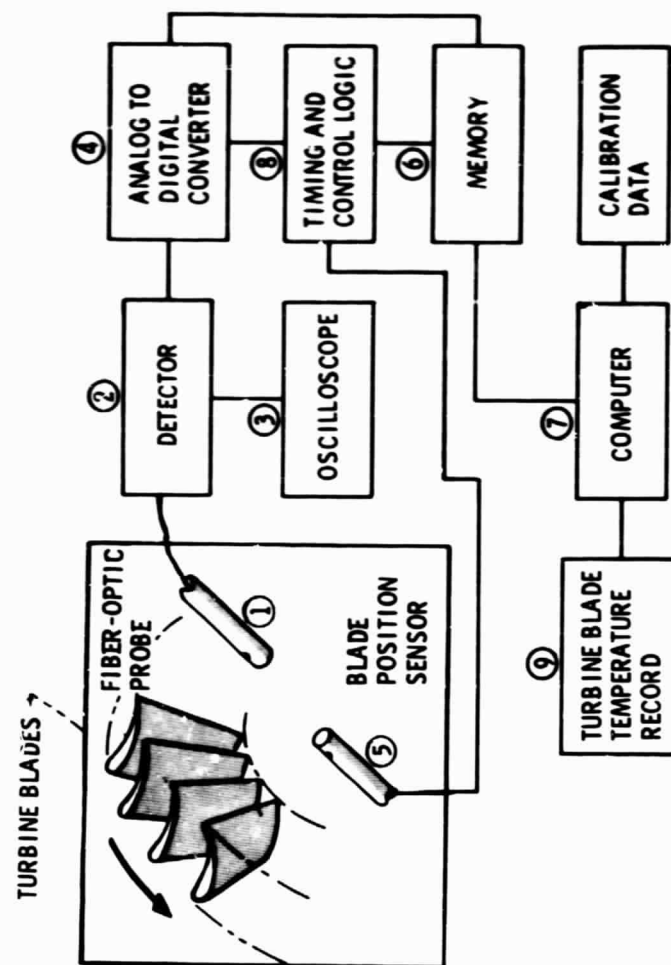 TURBINE BLADES
FIBER-OPTIC
PROBE
①
BLADE
POSITION
SENSOR
⑤
②
DETECTOR
③
OSCILLOSCOPE
④
ANALOG TO
DIGITAL
CONVERTER
⑧
TIMING AND
CONTROL LOGIC
⑥
MEMORY
⑨
TURBINE BLADE
TEMPERATURE
RECORD
⑦
COMPUTER
CALIBRATION
DATA